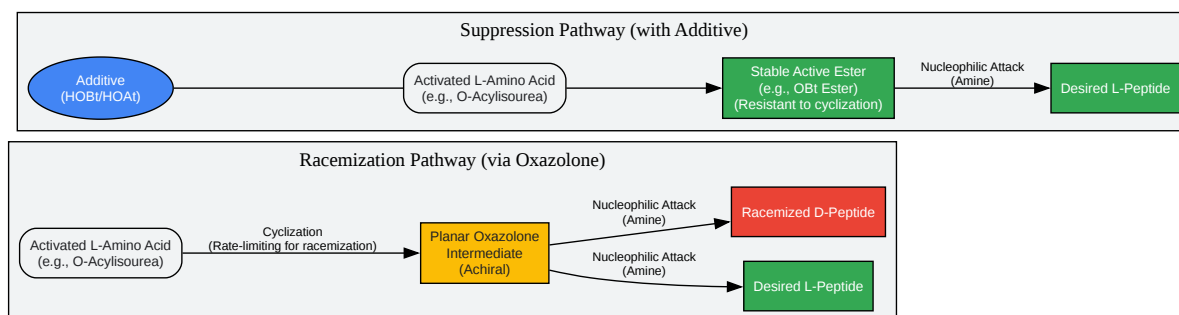 Suppression Pathway (with Additive)
Additive
(HOBt/HOAt)
Activated L-Amino Acid
(e.g., O-Acylisourea)
Stable Active Ester
(e.g., OBt Ester)
(Resistant to cyclization)
Nucleophilic Attack
(Amine)
Desired L-Peptide
Racemization Pathway (via Oxazolone)
Activated L-Amino Acid
(e.g., O-Acylisourea)
Cyclization
(Rate-limiting for racemization)
Planar Oxazolone
Intermediate
(Achiral)
Nucleophilic Attack
(Amine)
Racemized D-Peptide
Nucleophilic Attack
(Amine)
Desired L-Peptide